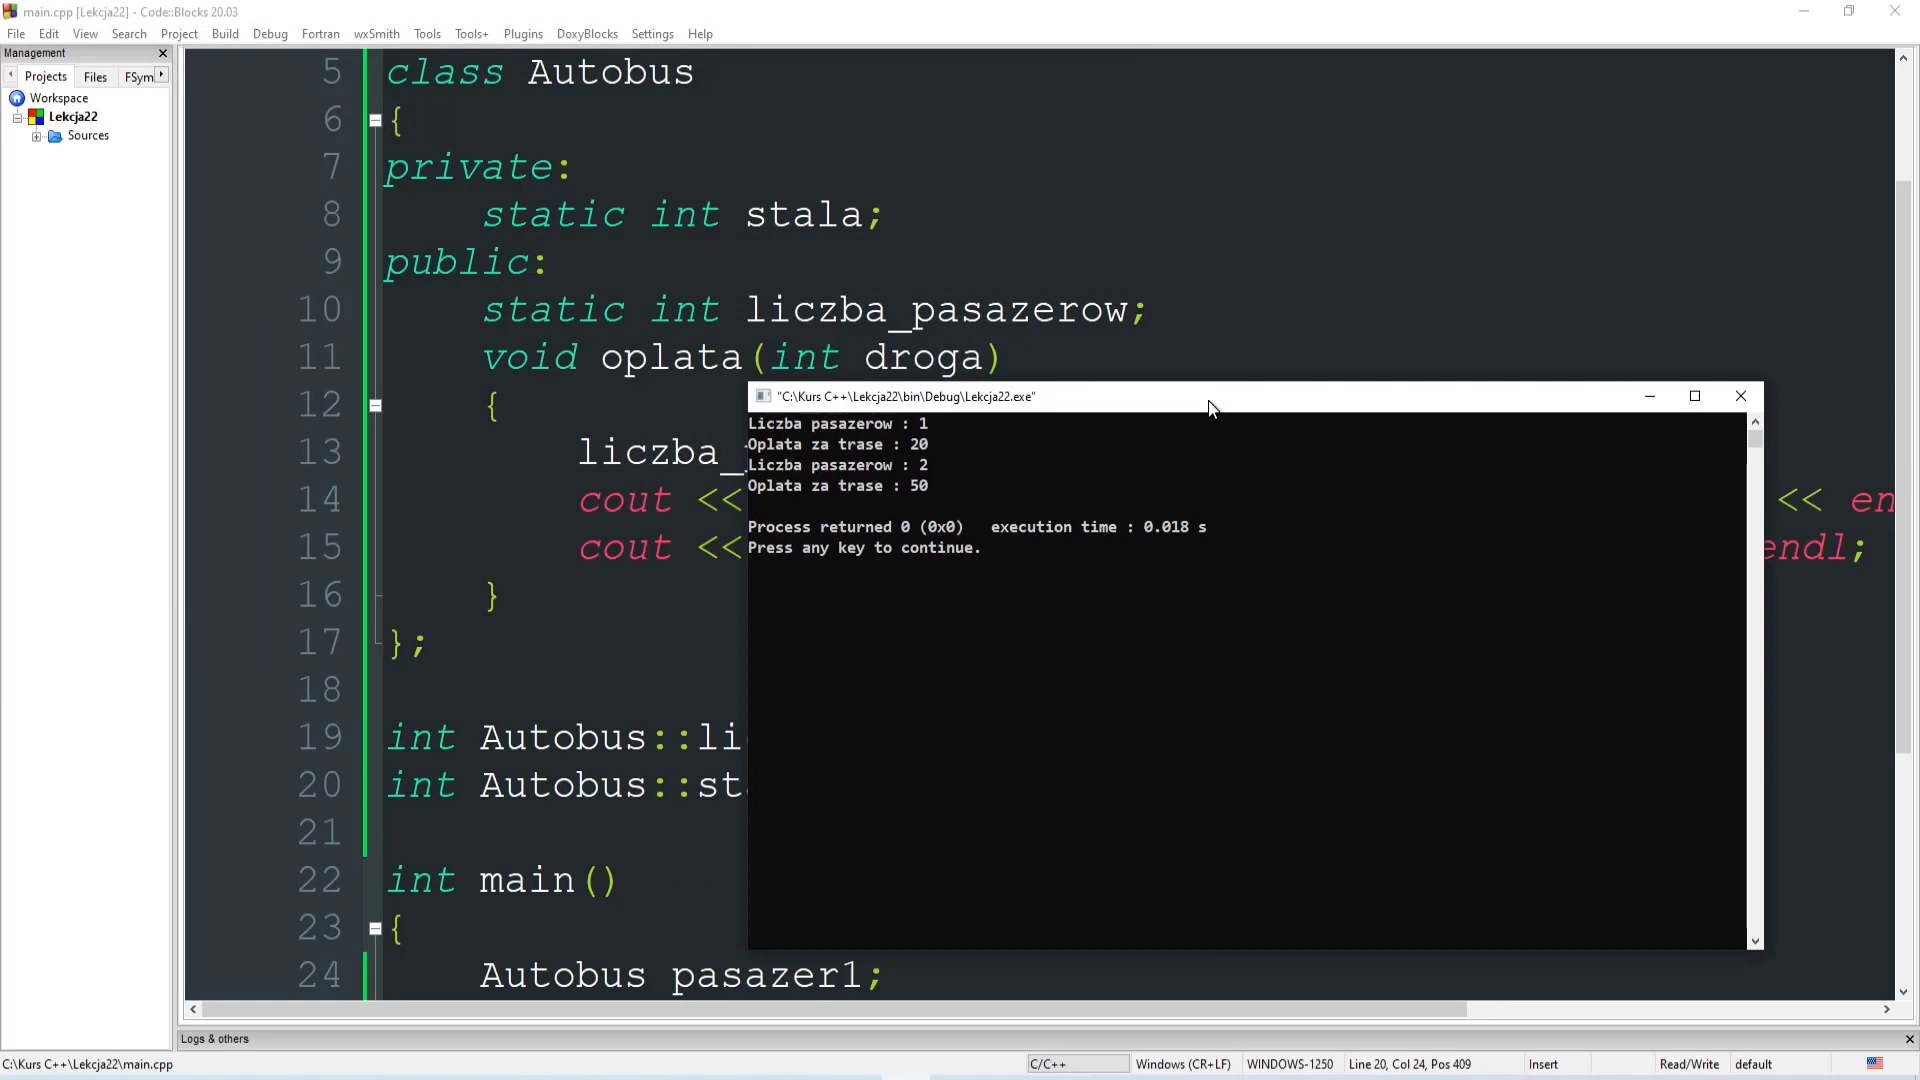 main.cpp [Lekcja22] - Code::Blocks 20.03
File Edit View Search Project Build Debug Fortran wxSmith Tools Tools+ Plugins DoxyBlocks Settings Help
Management
Projects Files FSym
Workspace
Lekcja22
Sources
5 class Autobus
6 {
7 private:
8 static int stala;
9 public:
10 static int liczba_pasazerow;
11 void oplata(int droga)
12 {
13 liczba_
14 cout << << en
15 cout << endl;
16 }
17 };
18
19 int Autobus::li
20 int Autobus::st
21
22 int main()
23 {
24 Autobus pasazer1;
"C:\Kurs C++\Lekcja22\bin\Debug\Lekcja22.exe"
Liczba pasazerow : 1
Oplata za trase : 20
Liczba pasazerow : 2
Oplata za trase : 50
Process returned 0 (0x0) execution time : 0.018 s
Press any key to continue.
Logs & others
C:\Kurs C++\Lekcja22\main.cpp C/C++ Windows (CR+LF) WINDOWS-1250 Line 20, Col 24, Pos 409 Insert Read/Write default